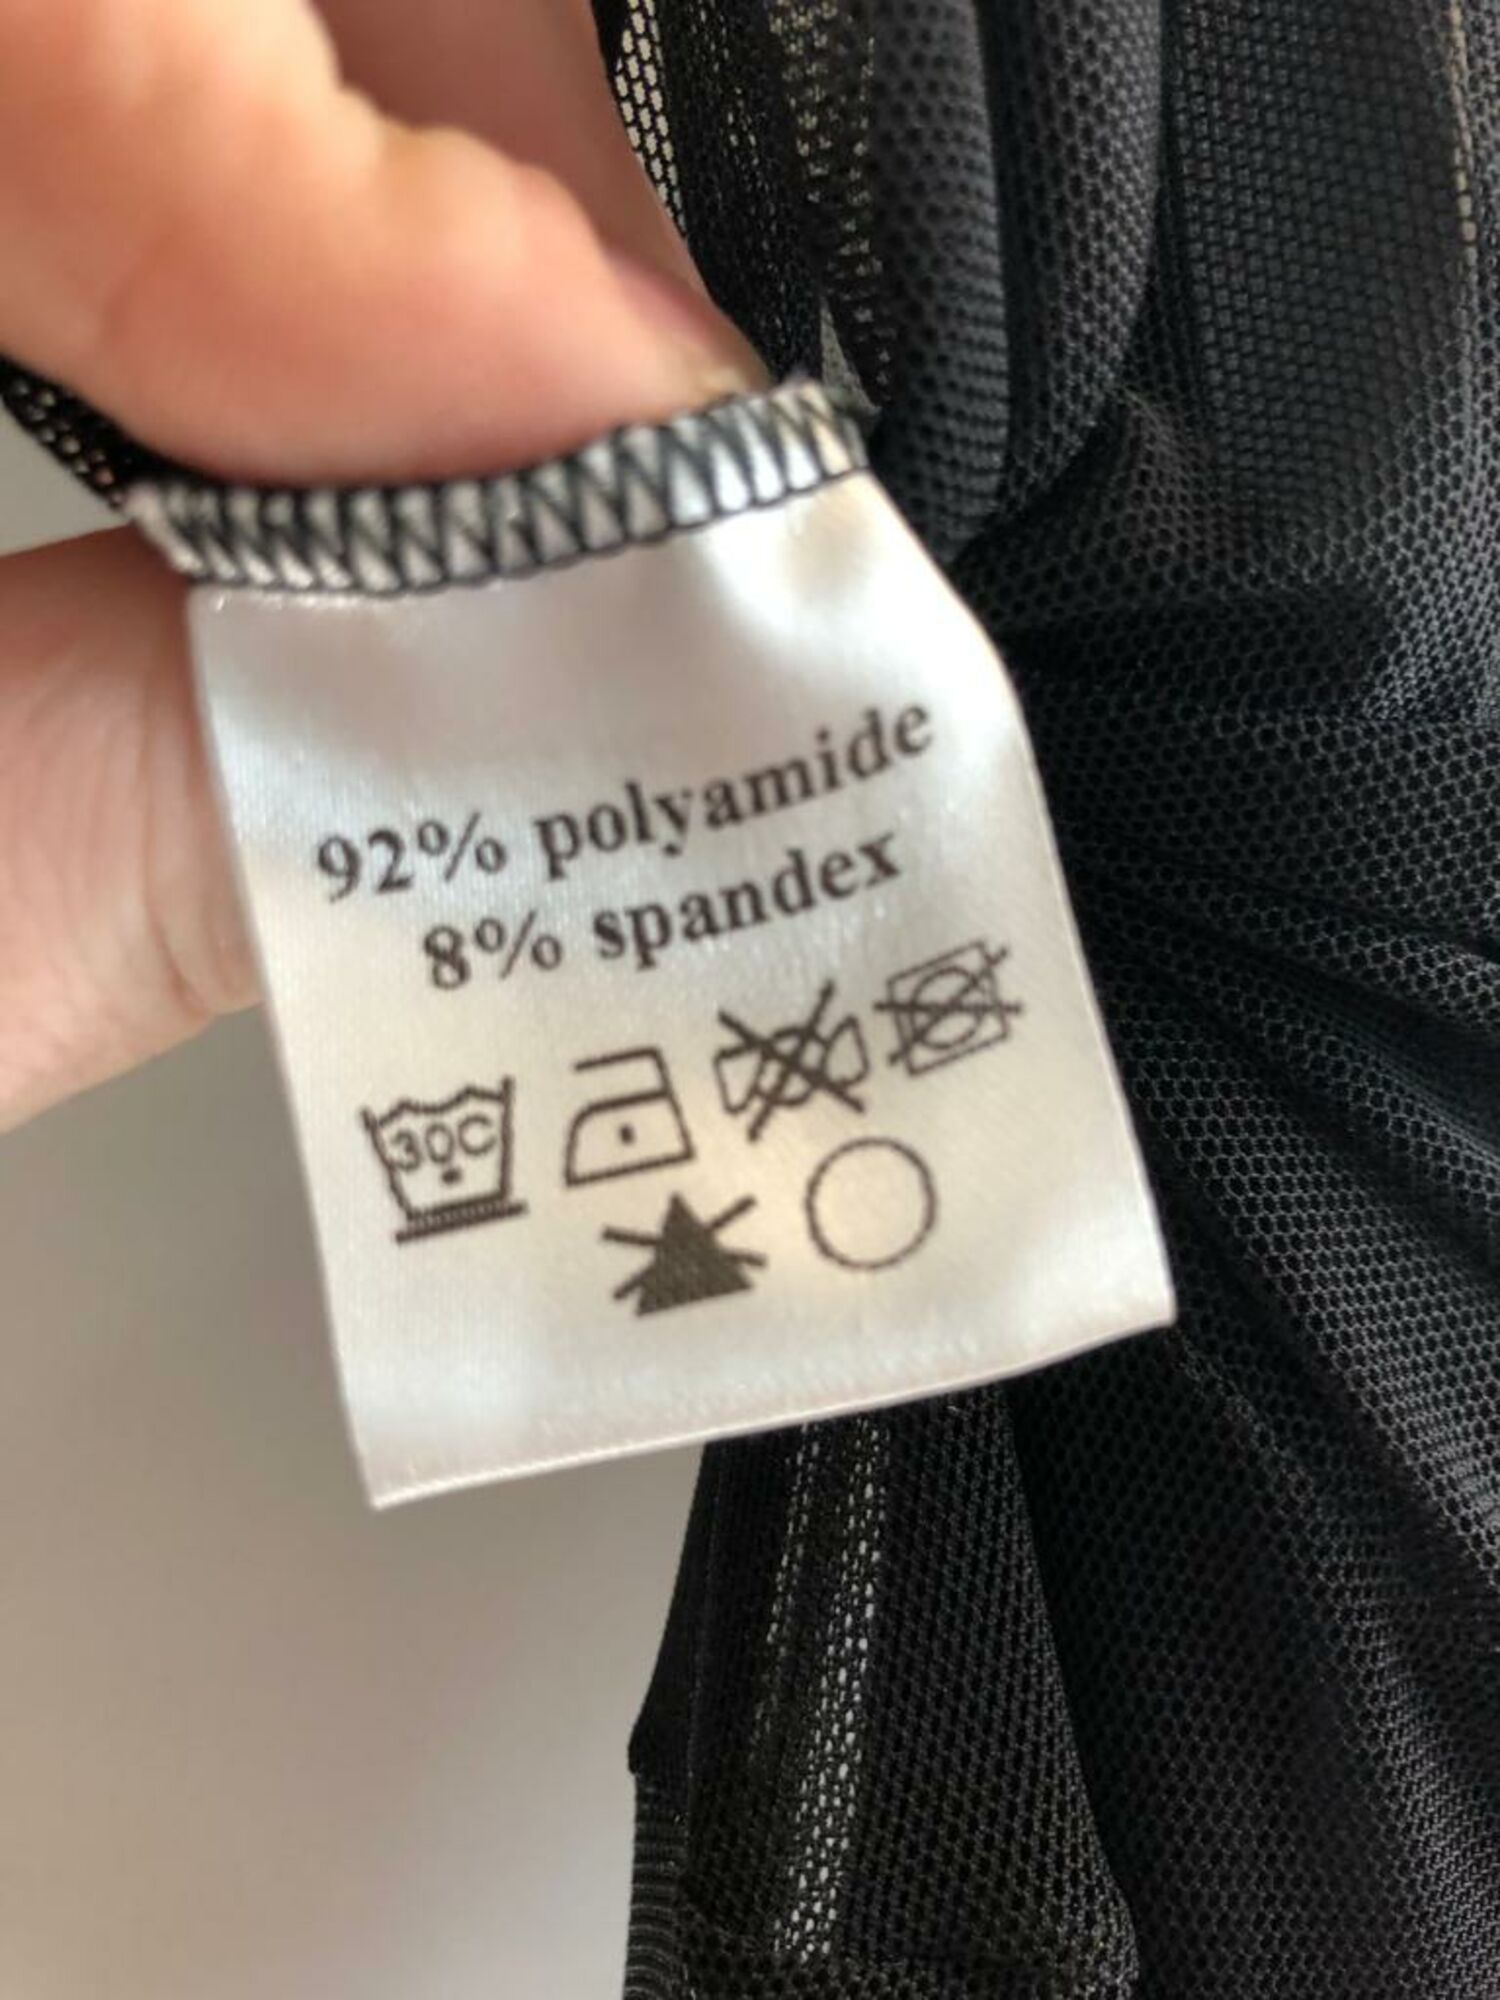 92% polyamide
8% spandex
30C